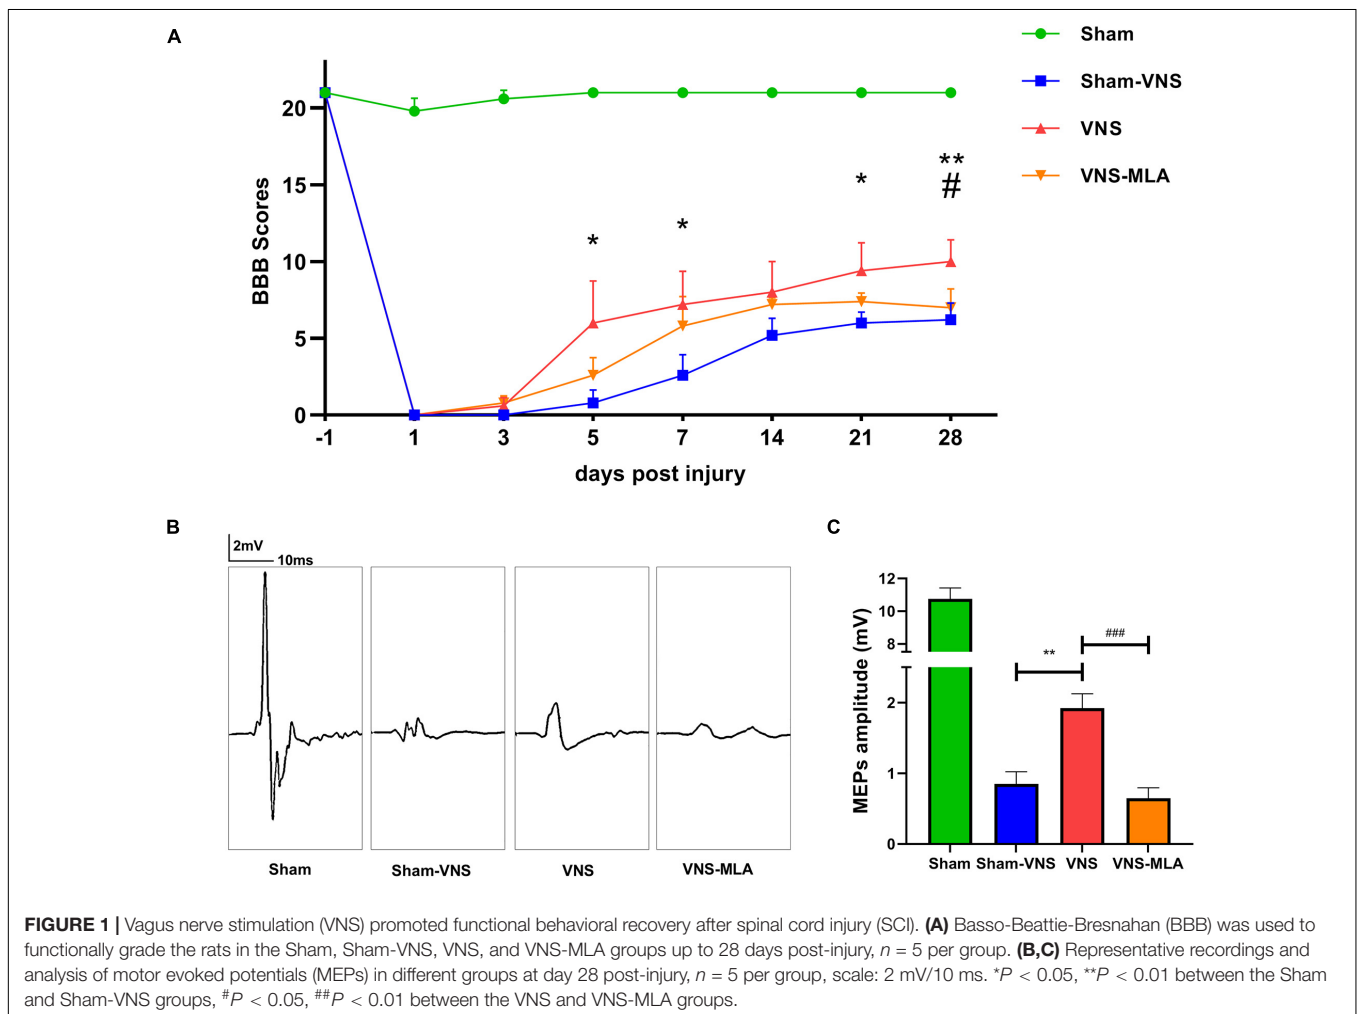 A
Sham
Sham-VNS
VNS
VNS-MLA
BBB Scores
20
15
10
5
0
*
*
*
**
#
-1 1 3 5 7 14 21 28
days post injury
B
2mV
10ms
Sham
Sham-VNS
VNS
VNS-MLA
C
MEPs amplitude (mV)
12
10
8
2
1
0
**
###
Sham Sham-VNS VNS VNS-MLA
FIGURE 1 | Vagus nerve stimulation (VNS) promoted functional behavioral recovery after spinal cord injury (SCI). (A) Basso-Beattie-Bresnahan (BBB) was used to
functionally grade the rats in the Sham, Sham-VNS, VNS, and VNS-MLA groups up to 28 days post-injury, n = 5 per group. (B,C) Representative recordings and
analysis of motor evoked potentials (MEPs) in different groups at day 28 post-injury, n = 5 per group, scale: 2 mV/10 ms. *P < 0.05, **P < 0.01 between the Sham
and Sham-VNS groups, #P < 0.05, ##P < 0.01 between the VNS and VNS-MLA groups.